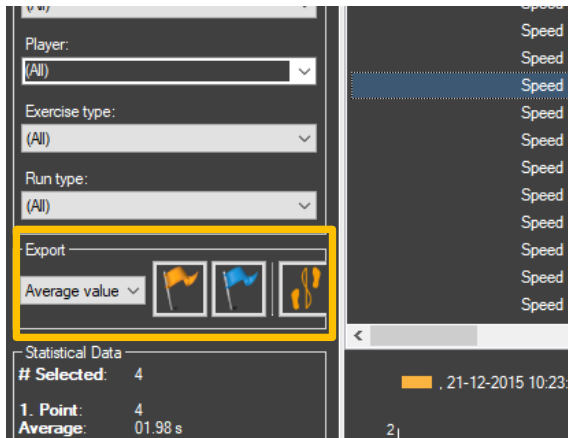 (All)
Player:
(All)
Exercise type:
(All)
Run type:
(All)
Export
Average value
Statistical Data
# Selected: 4
1. Point: 4
Average: 01.98 s
Speed
Speed
Speed
Speed
Speed
Speed
Speed
Speed
Speed
Speed
Speed
, 21-12-2015 10:23:
2